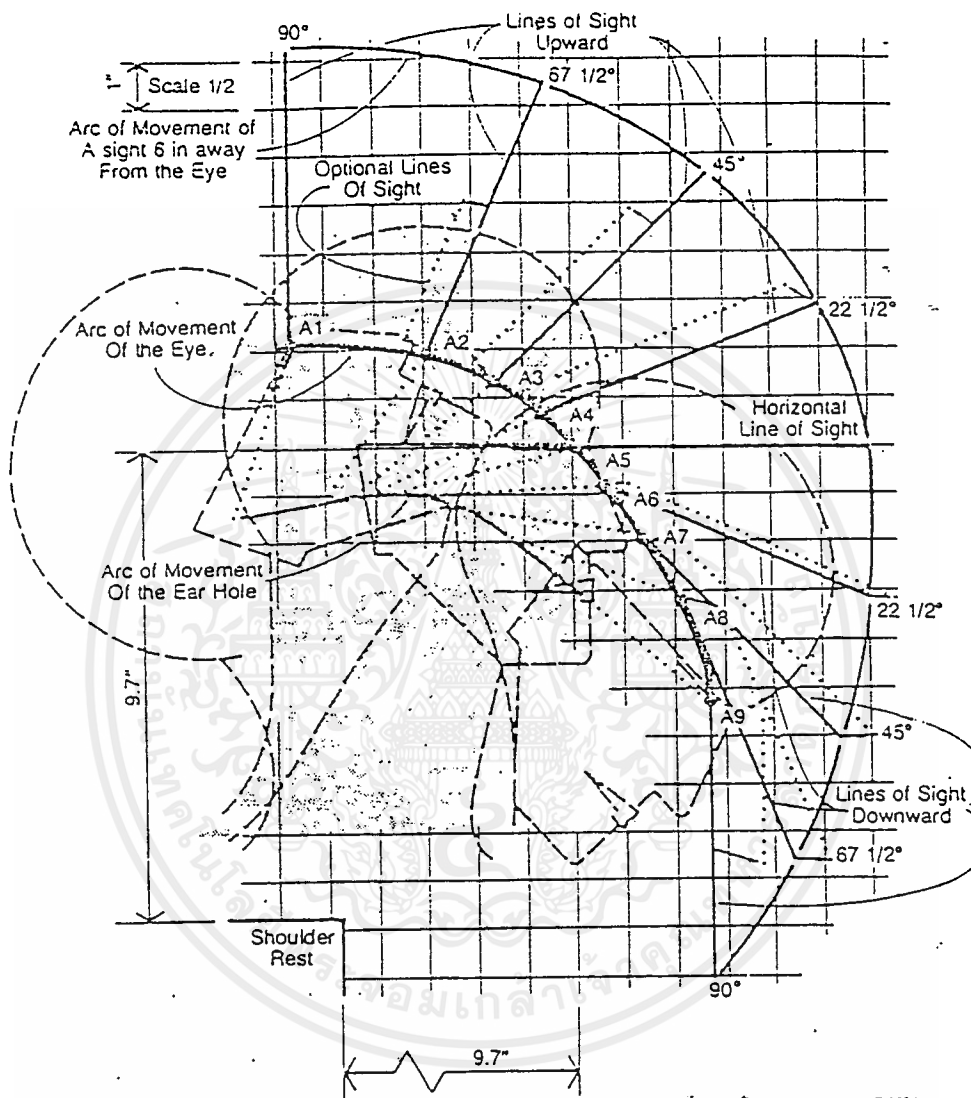 90°
Lines of Sight
Upward
67 1/2°
1"
Scale 1/2
Arc of Movement of
A sight 6 in away
From the Eye
Optional Lines
Of Sight
45°
22 1/2°
A1
Arc of Movement
Of the Eye
A2
A3
A4
Horizontal
Line of Sight
A5
A6
A7
Arc of Movement
Of the Ear Hole
22 1/2°
A8
9.7"
A9
45°
Lines of Sight
Downward
67 1/2°
Shoulder
Rest
90°
9.7"